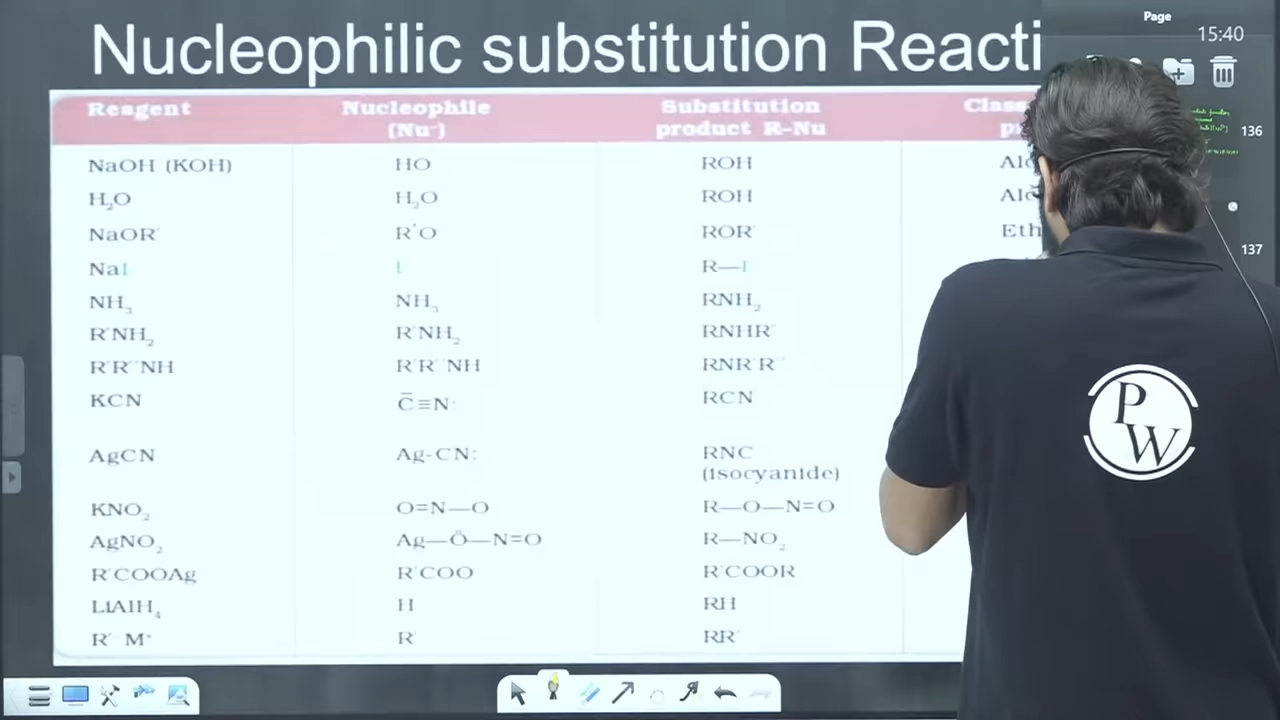 Nucleophilic substitution Reacti
Page
15:40
Reagent Nucleophile (Nu⁻) Substitution product R–Nu Class
NaOH (KOH) HO ROH
H₂O H₂O ROH
NaOR′ R′O ROR′ Eth
NaI I R—I
NH₃ NH₃ RNH₂
R′NH₂ R′NH₂ RNHR′
R′R″NH R′R″NH RNR′R″
KCN C̄≡N: RCN
AgCN Ag-CN: RNC (isocyanide)
KNO₂ O=N—O R—O—N=O
AgNO₂ Ag—Ö—N=O R—NO₂
R′COOAg R′COO R′COOR
LiAlH₄ H RH
R′⁻M⁺ R′ RR′
136
137
PW